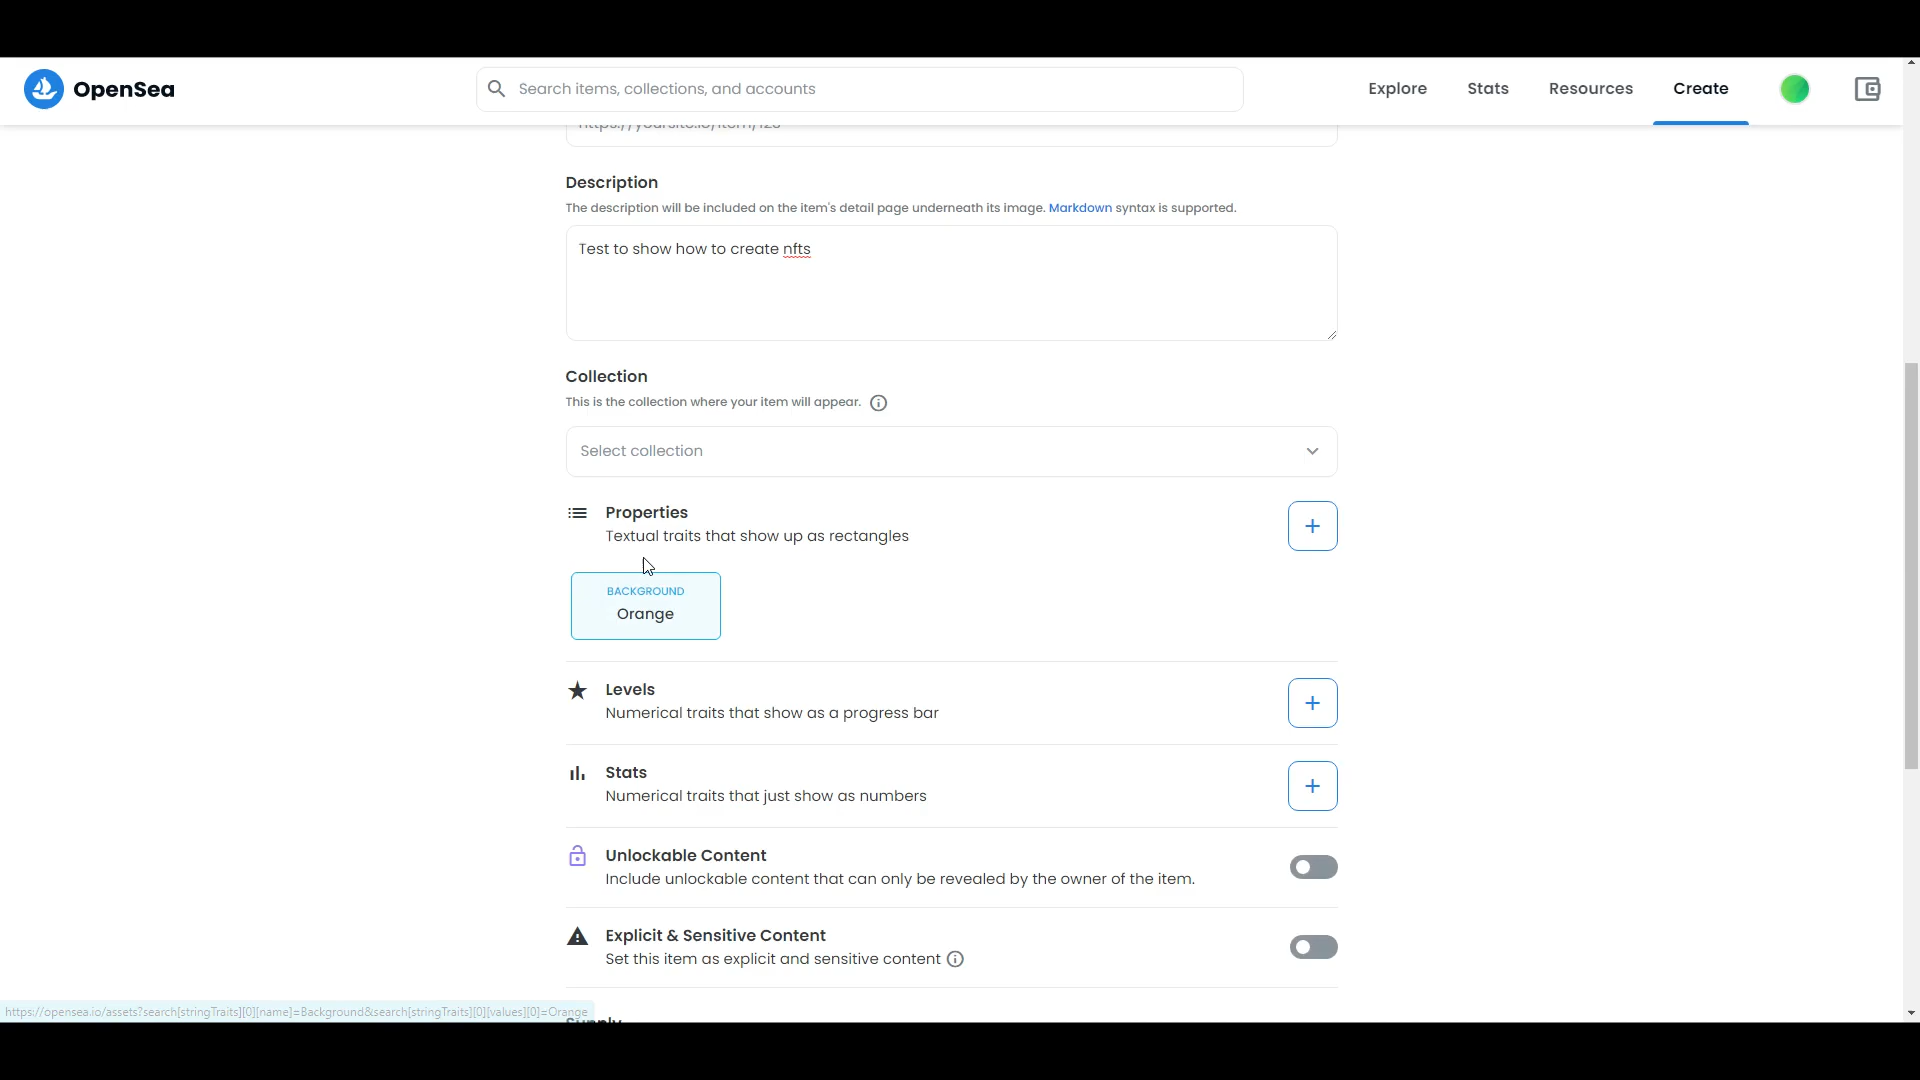 OpenSea
Search items, collections, and accounts
Explore
Stats
Resources
Create
https://yoursite.io/item/123
Description
The description will be included on the item's detail page underneath its image. Markdown syntax is supported.
Test to show how to create nfts
Collection
This is the collection where your item will appear.
Select collection
Properties
Textual traits that show up as rectangles
BACKGROUND
Orange
Levels
Numerical traits that show as a progress bar
Stats
Numerical traits that just show as numbers
Unlockable Content
Include unlockable content that can only be revealed by the owner of the item.
Explicit & Sensitive Content
Set this item as explicit and sensitive content
https://opensea.io/assets?search[stringTraits][0][name]=Background&search[stringTraits][0][values][0]=Orange
Supply